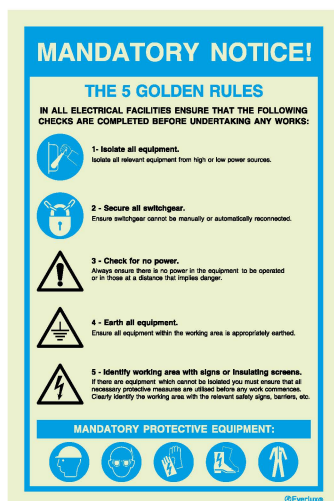 MANDATORY NOTICE!
THE 5 GOLDEN RULES
IN ALL ELECTRICAL FACILITIES ENSURE THAT THE FOLLOWING
CHECKS ARE COMPLETED BEFORE UNDERTAKING ANY WORKS:
1- Isolate all equipment.
Isolate all relevant equipment from high or low power sources.
2 - Secure all switchgear.
Ensure switchgear cannot be manually or automatically reconnected.
3 - Check for no power.
Always ensure there is no power in the equipment to be operated
or in those at a distance that implies danger.
4 - Earth all equipment.
Ensure all equipment within the working area is appropriately earthed.
5 - Identify working area with signs or insulating screens.
If there are equipment which cannot be isolated you must ensure that all
necessary protective measures are utilised before any work commences.
Clearly identify the working area with the relevant safety signs, barriers, etc.
MANDATORY PROTECTIVE EQUIPMENT:
Everlux